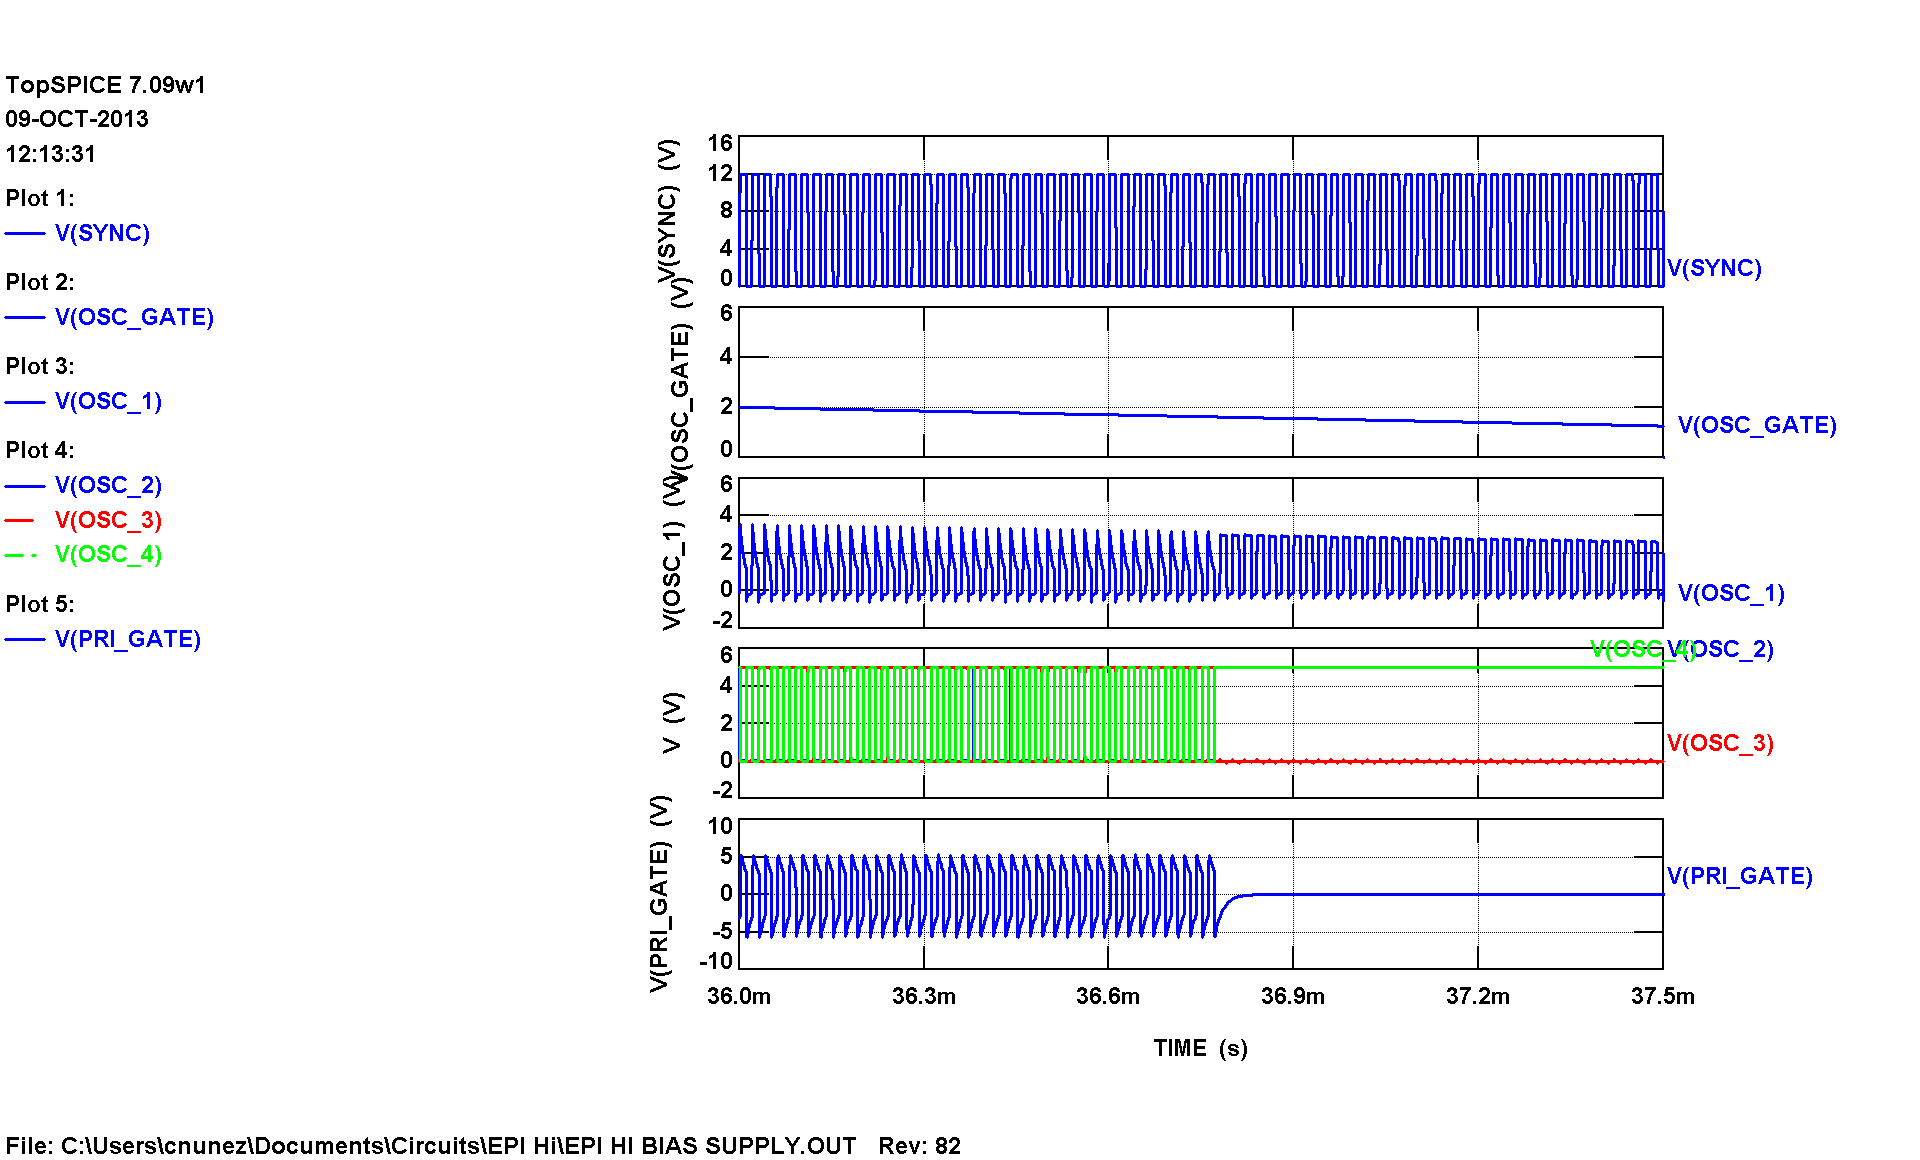 TopSPICE 7.09w1
09-OCT-2013
12:13:31
Plot 1:
V(SYNC)
Plot 2:
V(OSC_GATE)
Plot 3:
V(OSC_1)
Plot 4:
V(OSC_2)
V(OSC_3)
V(OSC_4)
Plot 5:
V(PRI_GATE)
V(SYNC) (V)
16
12
8
4
0
V(SYNC)
V(OSC_GATE) (V)
6
4
2
0
V(OSC_GATE)
V(OSC_1) (V)
6
4
2
0
-2
V(OSC_1)
V (V)
6
4
2
0
-2
V(OSC_4)
V(OSC_2)
V(OSC_3)
V(PRI_GATE) (V)
10
5
0
-5
-10
V(PRI_GATE)
36.0m 36.3m 36.6m 36.9m 37.2m 37.5m
TIME (s)
File: C:\Users\cnunez\Documents\Circuits\EPI Hi\EPI HI BIAS SUPPLY.OUT Rev: 82